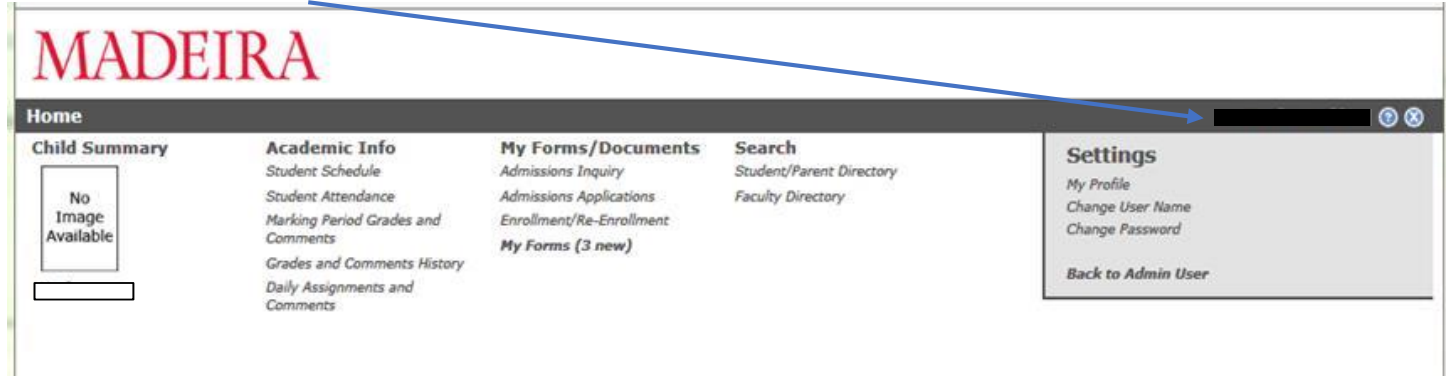 MADEIRA
Home
Child Summary
No
Image
Available
Academic Info
Student Schedule
Student Attendance
Marking Period Grades and
Comments
Grades and Comments History
Daily Assignments and
Comments
My Forms/Documents
Admissions Inquiry
Admissions Applications
Enrollment/Re-Enrollment
My Forms (3 new)
Search
Student/Parent Directory
Faculty Directory
Settings
My Profile
Change User Name
Change Password
Back to Admin User